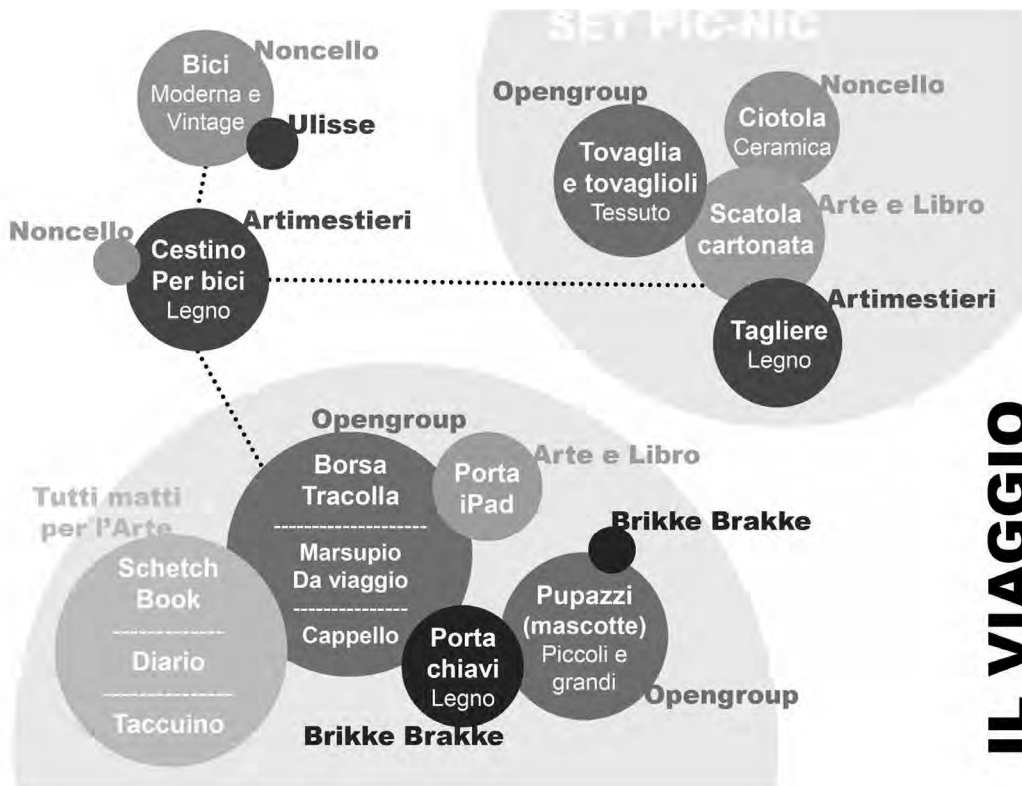 SET PIC-NIC
Noncello
Bici
Moderna e
Vintage
Ulisse
Opengroup
Tovaglia
e tovaglioli
Tessuto
Noncello
Ciotola
Ceramica
Arte e Libro
Scatola
cartonata
Artimestieri
Tagliere
Legno
Noncello
Artimestieri
Cestino
Per bici
Legno
Opengroup
Borsa
Tracolla
Marsupio
Da viaggio
Cappello
Arte e Libro
Porta
iPad
Tutti matti
per l'Arte
Schetch
Book
Diario
Taccuino
Brikke Brakke
Pupazzi
(mascotte)
Piccoli e
grandi
Opengroup
Porta
chiavi
Legno
Brikke Brakke
IL VIAGGIO